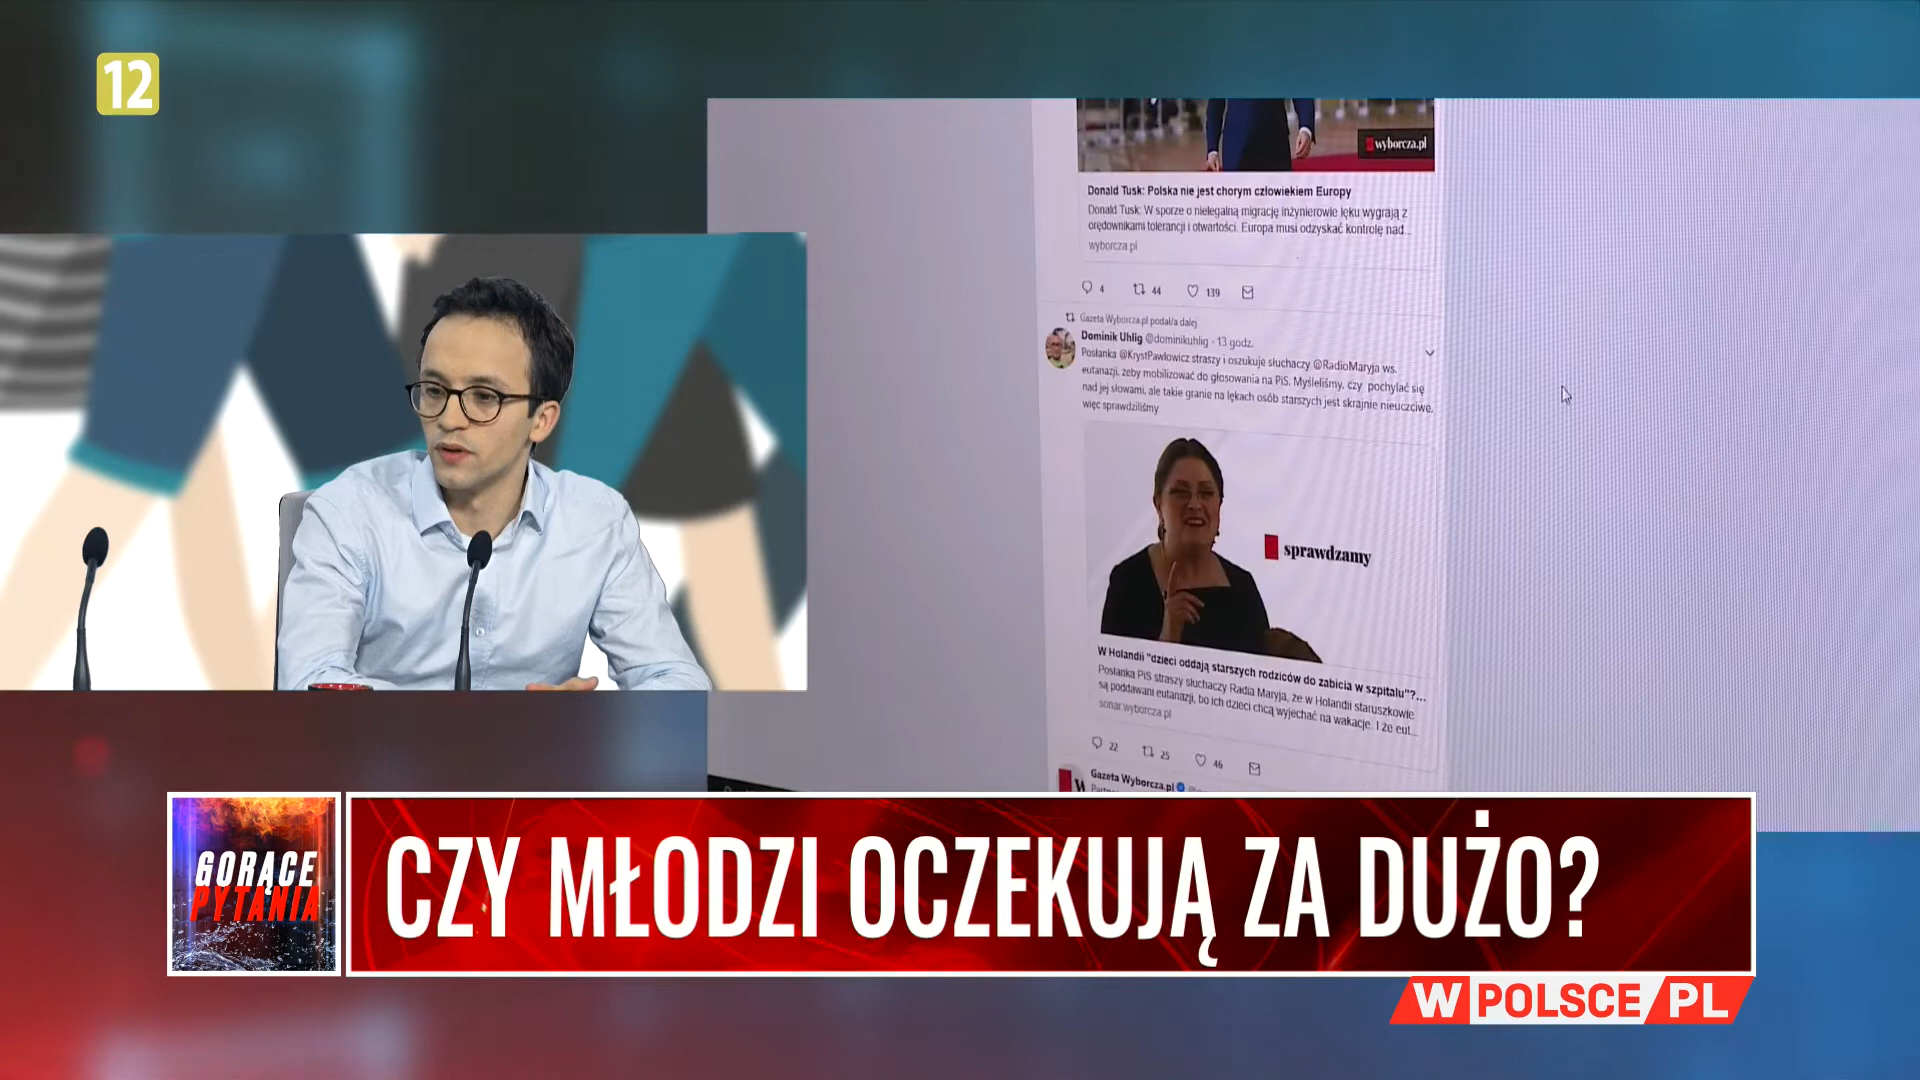 12
wyborcza.pl
Donald Tusk: Polska nie jest chorym człowiekiem Europy
Donald Tusk: W sporze o nielegalną migrację inżynierowie lęku wygrają z
orędownikami tolerancji i otwartości. Europa musi odzyskać kontrolę nad...
wyborcza.pl
4 44 139
Gazeta Wyborcza.pl podał/a dalej
Dominik Uhlig @dominikuhlig - 13 godz.
Posłanka @KrystPawlowicz straszy i oszukuje słuchaczy @RadioMaryja ws.
eutanazji, żeby mobilizować do głosowania na PiS. Myśleliśmy, czy pochylać się
nad jej słowami, ale takie granie na lękach osób starszych jest skrajnie nieuczciwe,
więc sprawdziliśmy
sprawdzamy
W Holandii "dzieci oddają starszych rodziców do zabicia w szpitalu"?...
Posłanka PiS straszy słuchaczy Radia Maryja, że w Holandii staruszkowie
są poddawani eutanazji, bo ich dzieci chcą wyjechać na wakacje. I że eut...
sonar.wyborcza.pl
22 25 46
Gazeta Wyborcza.pl
GORĄCE
PYTANIA
CZY MŁODZI OCZEKUJĄ ZA DUŻO?
W POLSCE/PL